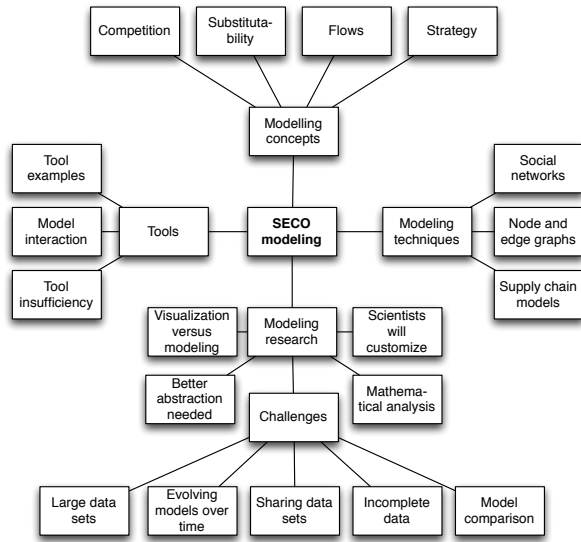 Competition
Substituta-
bility
Flows
Strategy
Modelling
concepts
Tool
examples
Social
networks
Model
interaction
Tools
SECO
modeling
Modeling
techniques
Node and
edge graphs
Tool
insufficiency
Supply chain
models
Visualization
versus
modeling
Modeling
research
Scientists
will
customize
Better
abstraction
needed
Mathema-
tical analysis
Challenges
Large data
sets
Evolving
models over
time
Sharing data
sets
Incomplete
data
Model
comparison